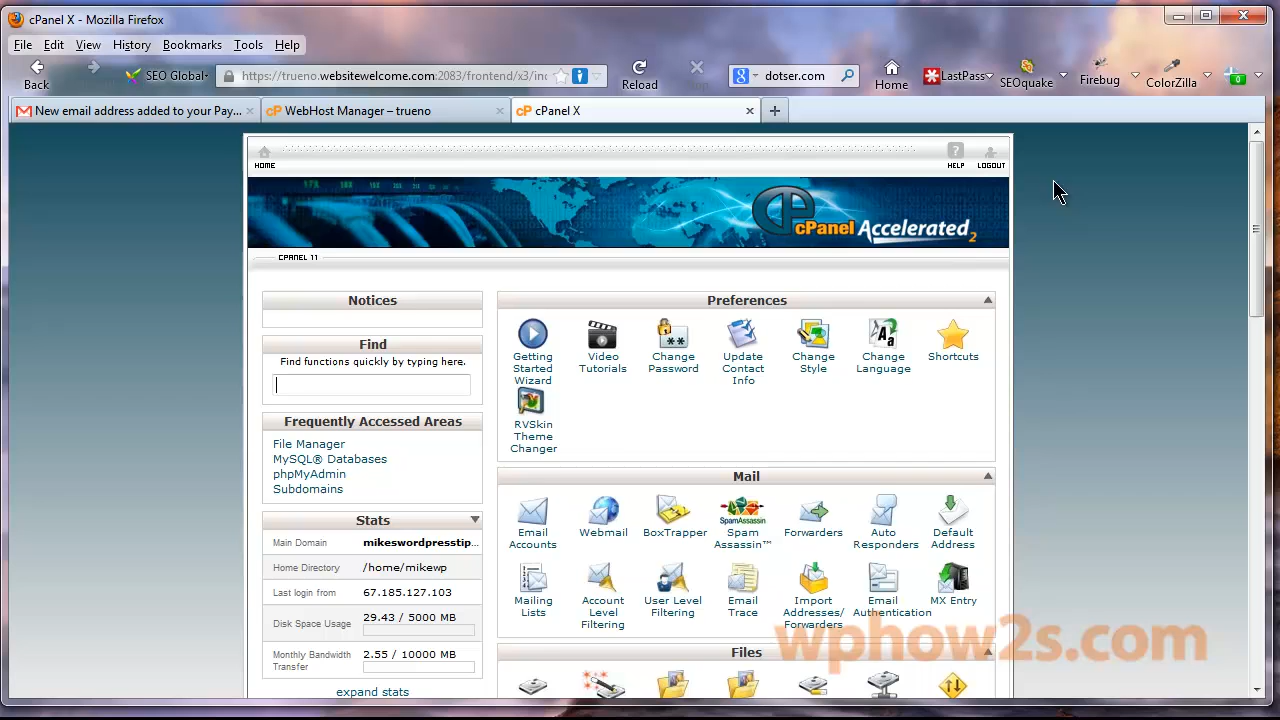 cPanel X - Mozilla Firefox
File Edit View History Bookmarks Tools Help
Back
SEO Global
https://trueno.websitewelcome.com:2083/frontend/x3/in
Reload
dotser.com
Home
LastPass
SEOquake
Firebug
ColorZilla
0
New email address added to your Pay...
WebHost Manager – trueno
cPanel X
HOME
HELP
LOGOUT
cPanel Accelerated 2
CPANEL 11
Notices
Find
Find functions quickly by typing here.
Frequently Accessed Areas
File Manager
MySQL® Databases
phpMyAdmin
Subdomains
Stats
Main Domain mikeswordpresstip...
Home Directory /home/mikewp
Last login from 67.185.127.103
Disk Space Usage 29.43 / 5000 MB
Monthly Bandwidth Transfer 2.55 / 10000 MB
expand stats
Preferences
Getting Started Wizard
Video Tutorials
Change Password
Update Contact Info
Change Style
Change Language
Shortcuts
RVSkin Theme Changer
Mail
Email Accounts
Webmail
BoxTrapper
SpamAssassin
Spam Assassin™
Forwarders
Auto Responders
Default Address
Mailing Lists
Account Level Filtering
User Level Filtering
Email Trace
Import Addresses/ Forwarders
Email Authentication
MX Entry
Files
wphow2s.com